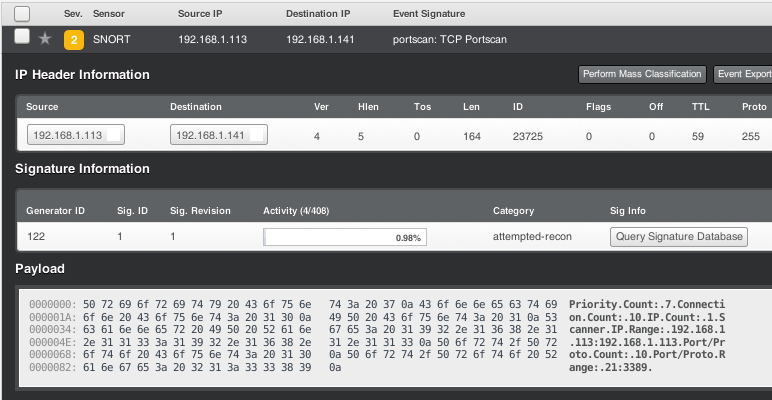 Sev. Sensor Source IP Destination IP Event Signature
2 SNORT 192.168.1.113 192.168.1.141 portscan: TCP Portscan
IP Header Information Perform Mass Classification Event Export
Source Destination Ver Hlen Tos Len ID Flags Off TTL Proto
192.168.1.113 192.168.1.141 4 5 0 164 23725 0 0 59 255
Signature Information
Generator ID Sig. ID Sig. Revision Activity (4/408) Category Sig Info
122 1 1 0.98% attempted-recon Query Signature Database
Payload
0000000: 50 72 69 6f 72 69 74 79 20 43 6f 75 6e 74 3a 20 37 0a 43 6f 6e 6e 65 63 74 69 Priority.Count:.7.Connecti
000001A: 6f 6e 20 43 6f 75 6e 74 3a 20 31 30 0a 49 50 20 43 6f 75 6e 74 3a 20 31 0a 53 on.Count:.10.IP.Count:.1.S
0000034: 63 61 6e 6e 65 72 20 49 50 20 52 61 6e 67 65 3a 20 31 39 32 2e 31 36 38 2e 31 canner.IP.Range:.192.168.1
000004E: 2e 31 31 33 3a 31 39 32 2e 31 36 38 2e 31 2e 31 31 33 0a 50 6f 72 74 2f 50 72 .113:192.168.1.113.Port/Pr
0000068: 6f 74 6f 20 43 6f 75 6e 74 3a 20 31 30 0a 50 6f 72 74 2f 50 72 6f 74 6f 20 52 oto.Count:.10.Port/Proto.R
0000082: 61 6e 67 65 3a 20 32 31 3a 33 33 38 39 0a ange:.21:3389.